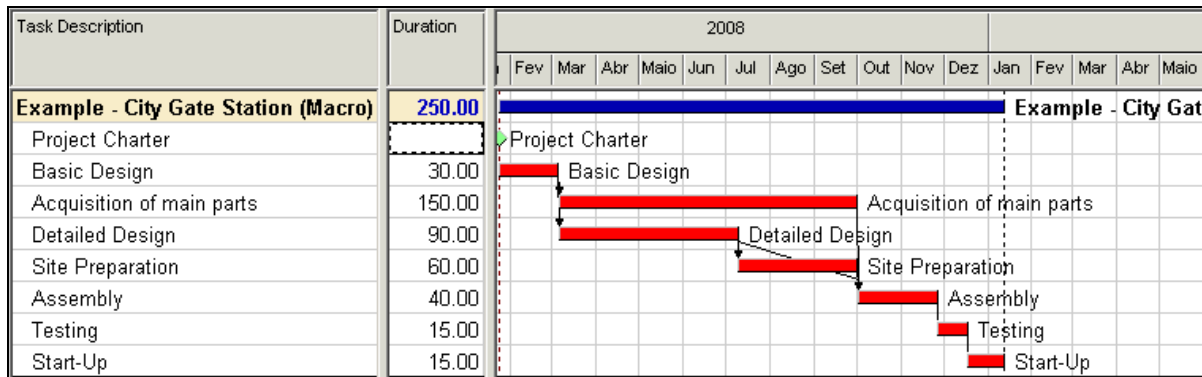 Task Description Duration 2008
Fev Mar Abr Maio Jun Jul Ago Set Out Nov Dez Jan Fev Mar Abr Maio
Example - City Gate Station (Macro) 250.00 Example - City Gat
Project Charter Project Charter
Basic Design 30.00 Basic Design
Acquisition of main parts 150.00 Acquisition of main parts
Detailed Design 90.00 Detailed Design
Site Preparation 60.00 Site Preparation
Assembly 40.00 Assembly
Testing 15.00 Testing
Start-Up 15.00 Start-Up